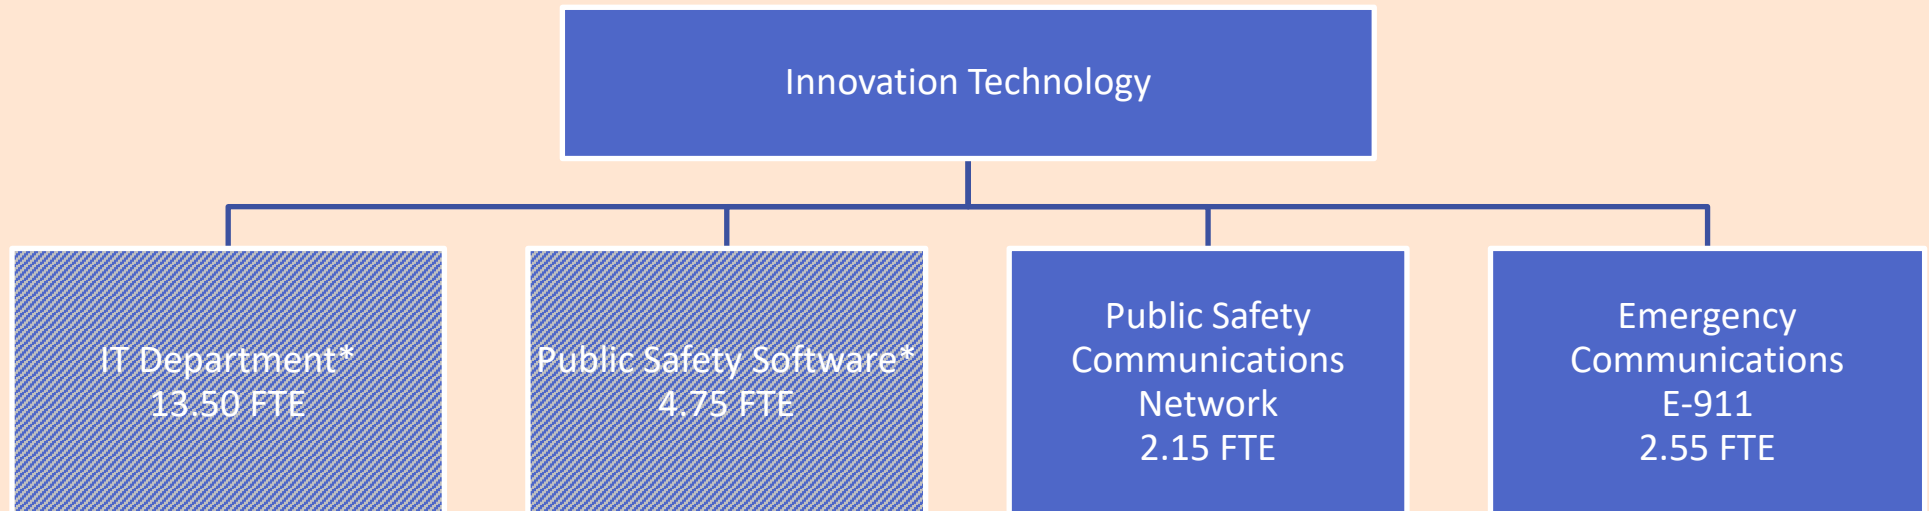 Innovation Technology
IT Department*
13.50 FTE
Public Safety Software*
4.75 FTE
Public Safety
Communications
Network
2.15 FTE
Emergency
Communications
E-911
2.55 FTE